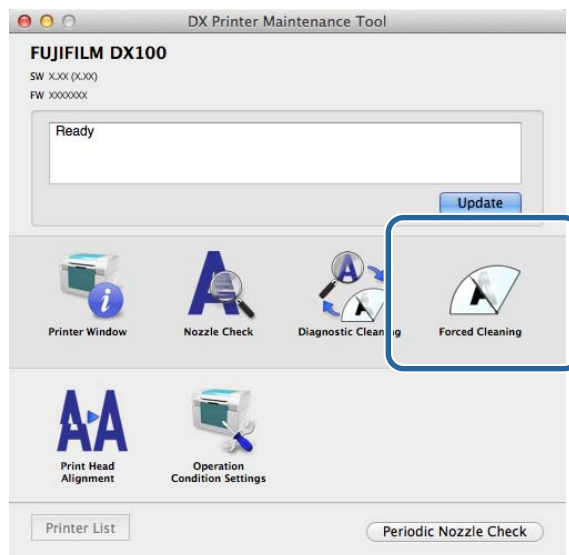 DX Printer Maintenance Tool
FUJIFILM DX100
SW X.XX (X.XX)
FW XXXXXXX
Ready
Update
Printer Window
Nozzle Check
Diagnostic Cleaning
Forced Cleaning
Print Head
Alignment
Operation
Condition Settings
Printer List
Periodic Nozzle Check